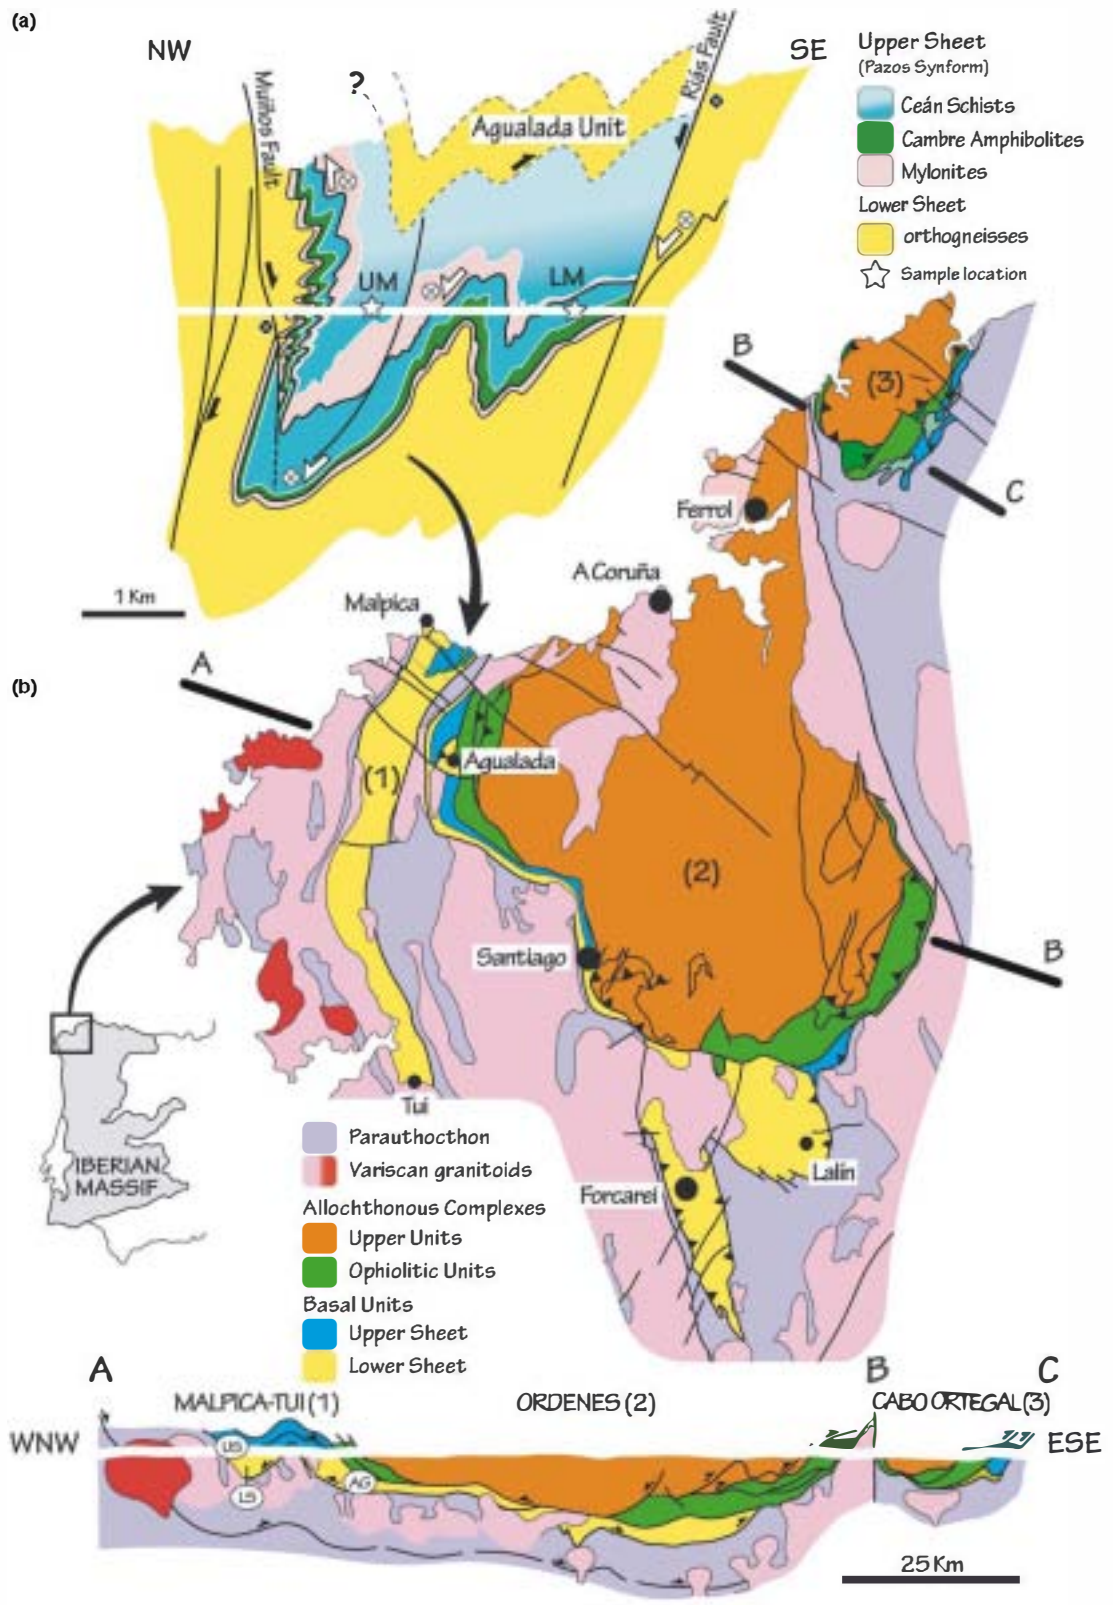 (a)
NW
SE
Muiños Fault
?
Riás Fault
Agualada Unit
UM
LM
1 Km
Upper Sheet
(Pazos Synform)
Ceán Schists
Cambre Amphibolites
Mylonites
Lower Sheet
orthogneisses
Sample location
(b)
B
(3)
C
Ferrol
A Coruña
Malpica
A
(1)
Agualada
(2)
Santiago
B
Tui
Lalín
Forcarei
IBERIAN
MASSIF
Parauthocthon
Variscan granitoids
Allochthonous Complexes
Upper Units
Ophiolitic Units
Basal Units
Upper Sheet
Lower Sheet
A
B
C
MALPICA-TUI (1)
ORDENES (2)
CABO ORTEGAL (3)
WNW
ESE
US
LS
AG
25 Km